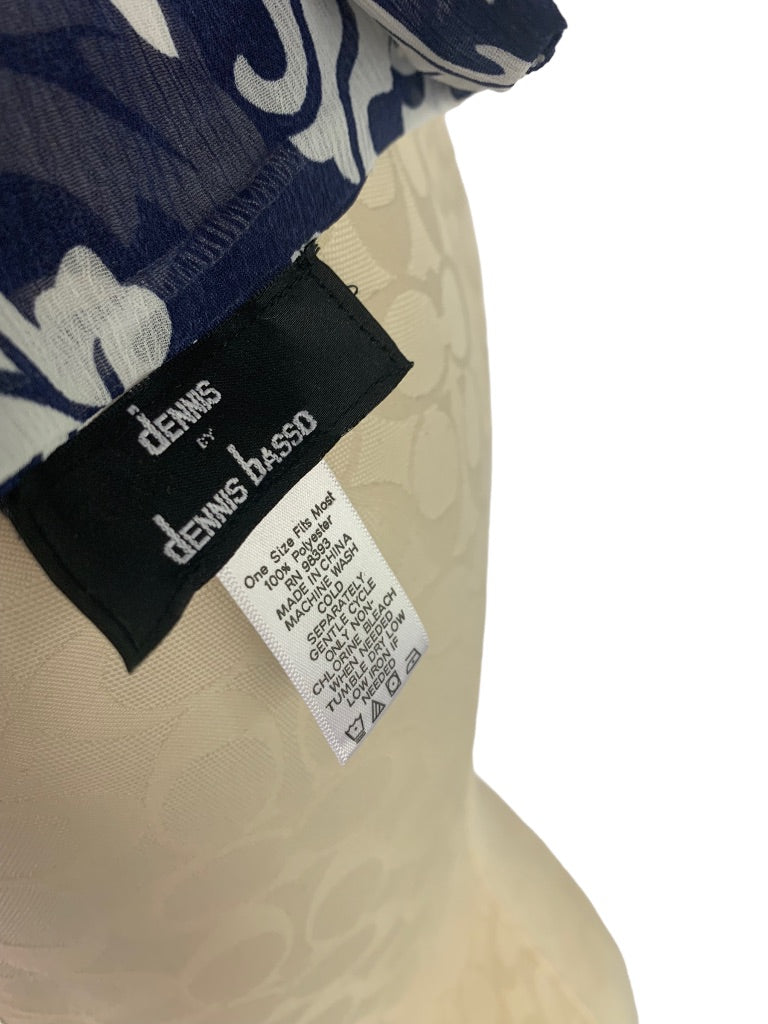 dENNIS
BY
dENNIS bASSO
One Size Fits Most
100% Polyester
RN 98393
MADE IN CHINA
MACHINE WASH
COLD
SEPARATELY.
GENTLE CYCLE
ONLY NON-
CHLORINE BLEACH
WHEN NEEDED
TUMBLE DRY LOW
LOW IRON IF
NEEDED